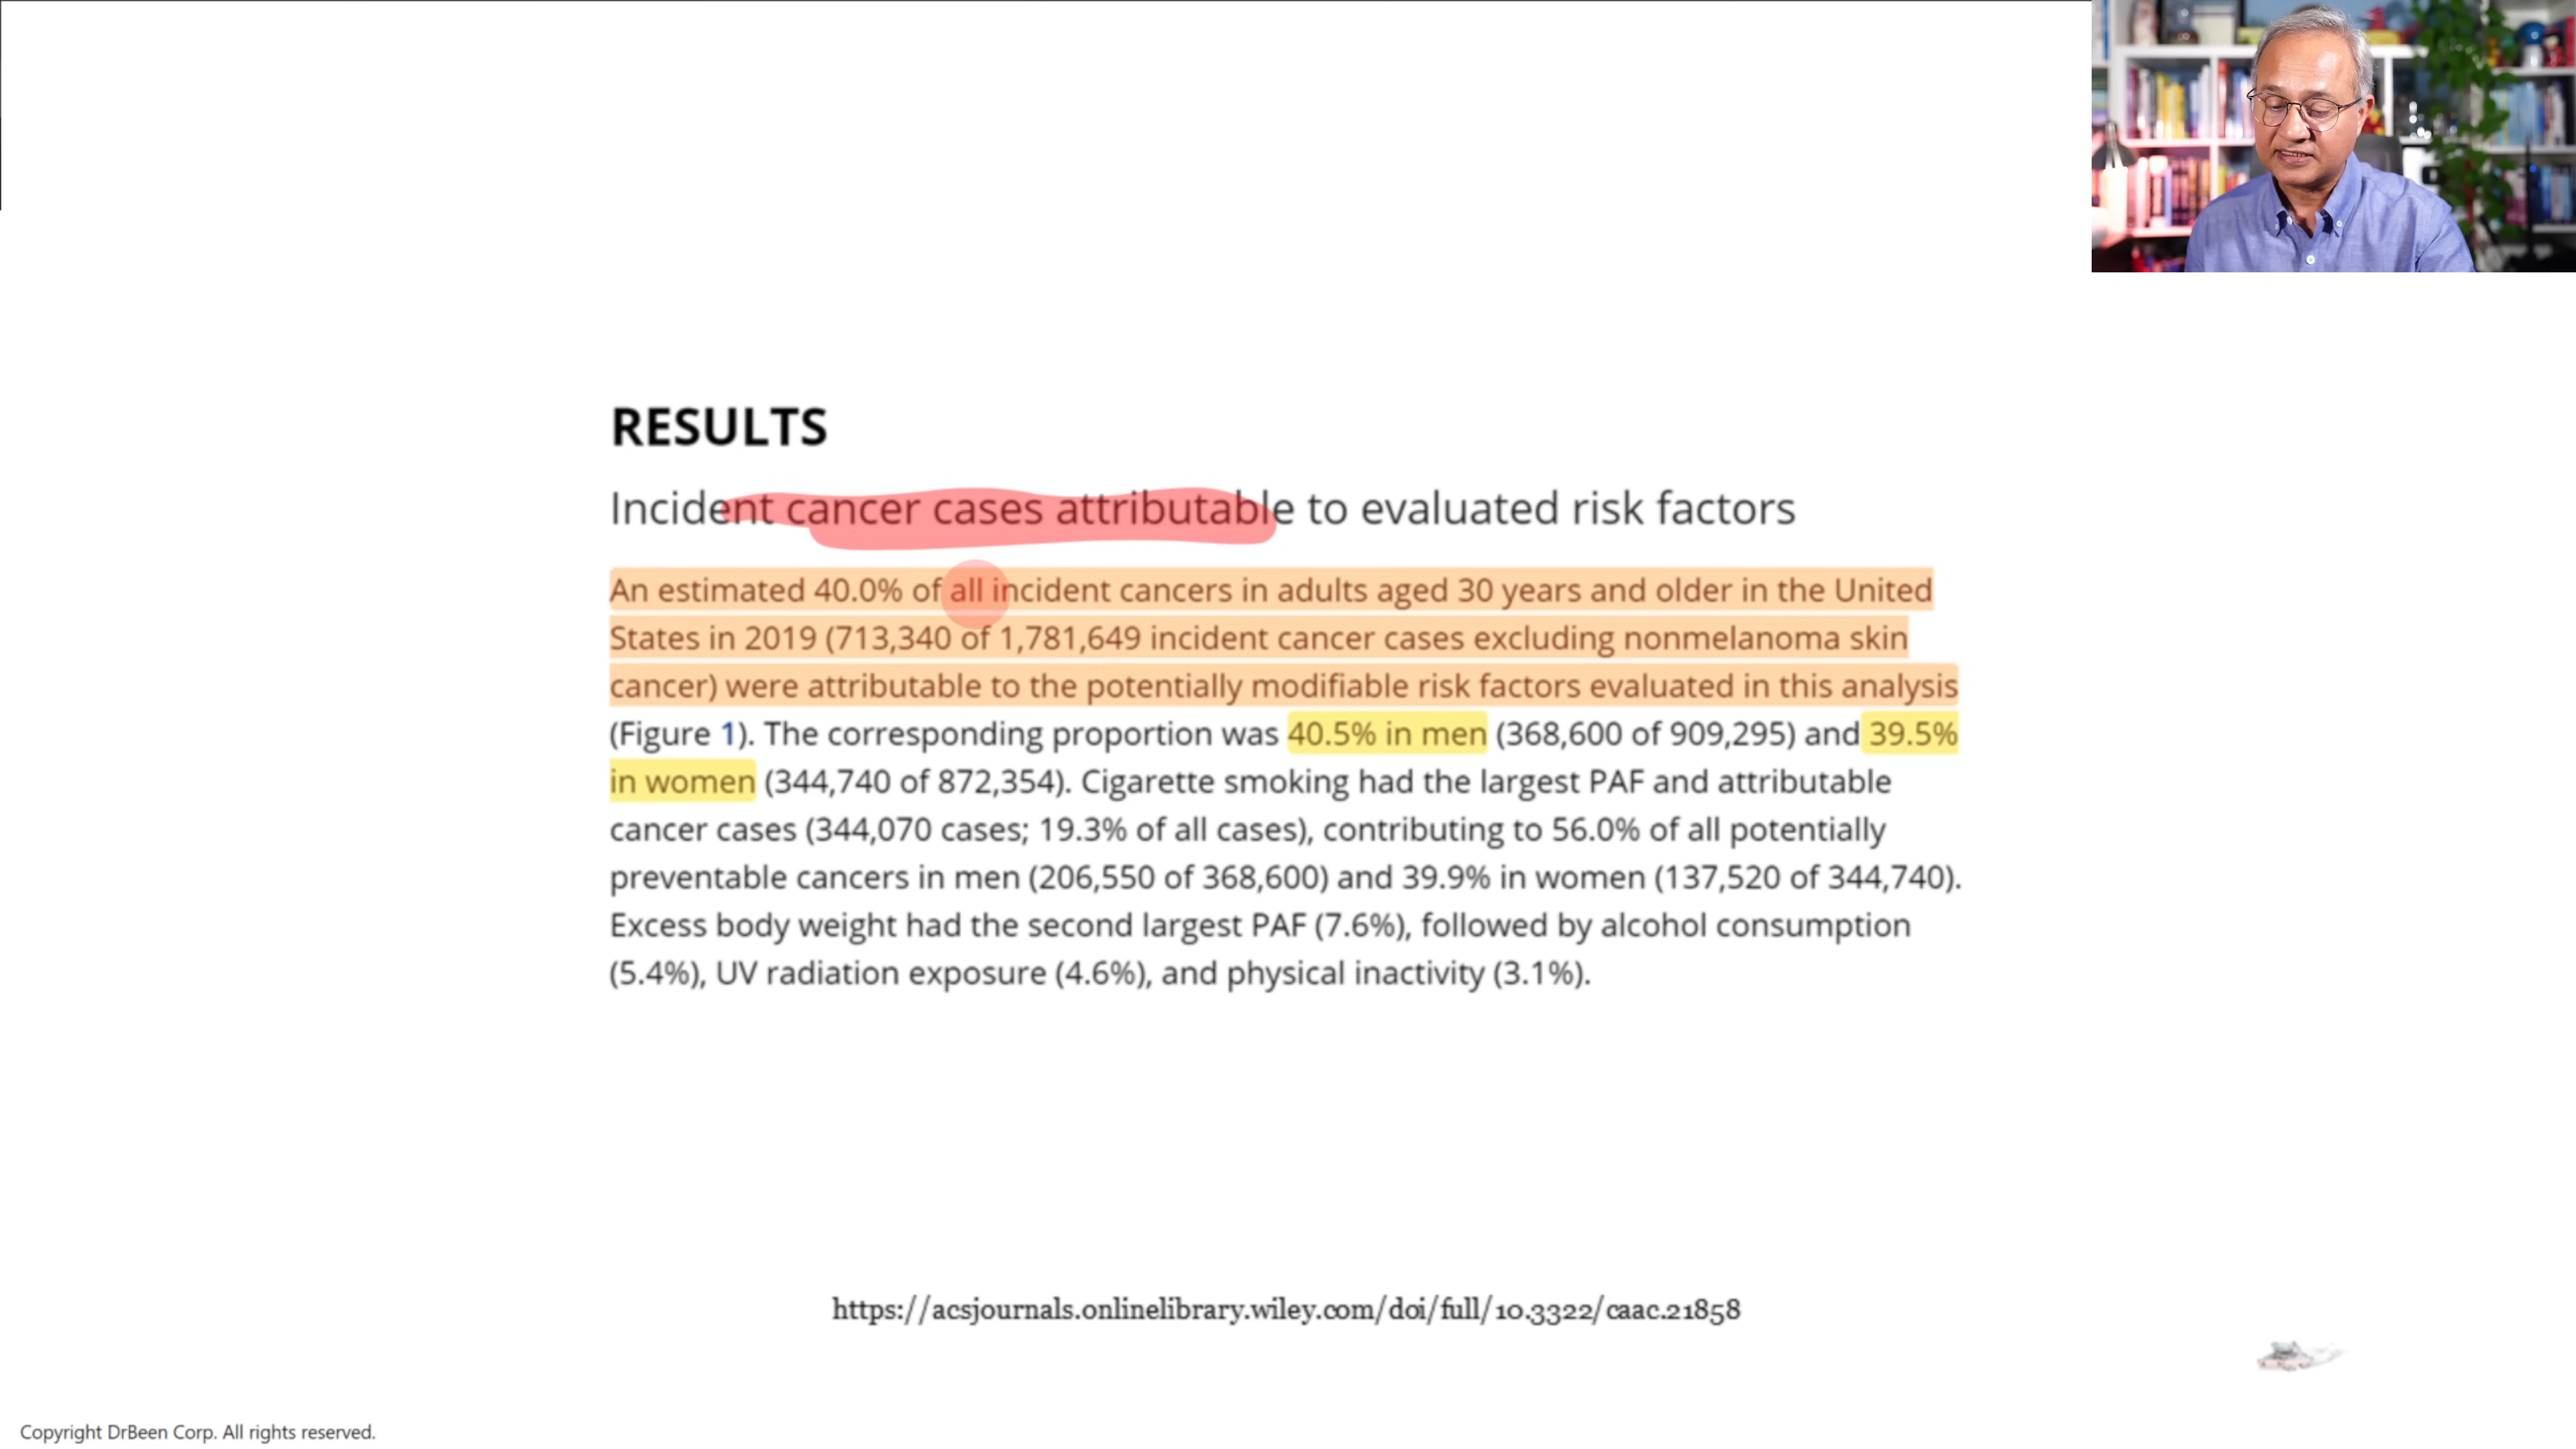 RESULTS
Incident cancer cases attributable to evaluated risk factors
An estimated 40.0% of all incident cancers in adults aged 30 years and older in the United
States in 2019 (713,340 of 1,781,649 incident cancer cases excluding nonmelanoma skin
cancer) were attributable to the potentially modifiable risk factors evaluated in this analysis
(Figure 1). The corresponding proportion was 40.5% in men (368,600 of 909,295) and 39.5%
in women (344,740 of 872,354). Cigarette smoking had the largest PAF and attributable
cancer cases (344,070 cases; 19.3% of all cases), contributing to 56.0% of all potentially
preventable cancers in men (206,550 of 368,600) and 39.9% in women (137,520 of 344,740).
Excess body weight had the second largest PAF (7.6%), followed by alcohol consumption
(5.4%), UV radiation exposure (4.6%), and physical inactivity (3.1%).
https://acsjournals.onlinelibrary.wiley.com/doi/full/10.3322/caac.21858
Copyright DrBeen Corp. All rights reserved.